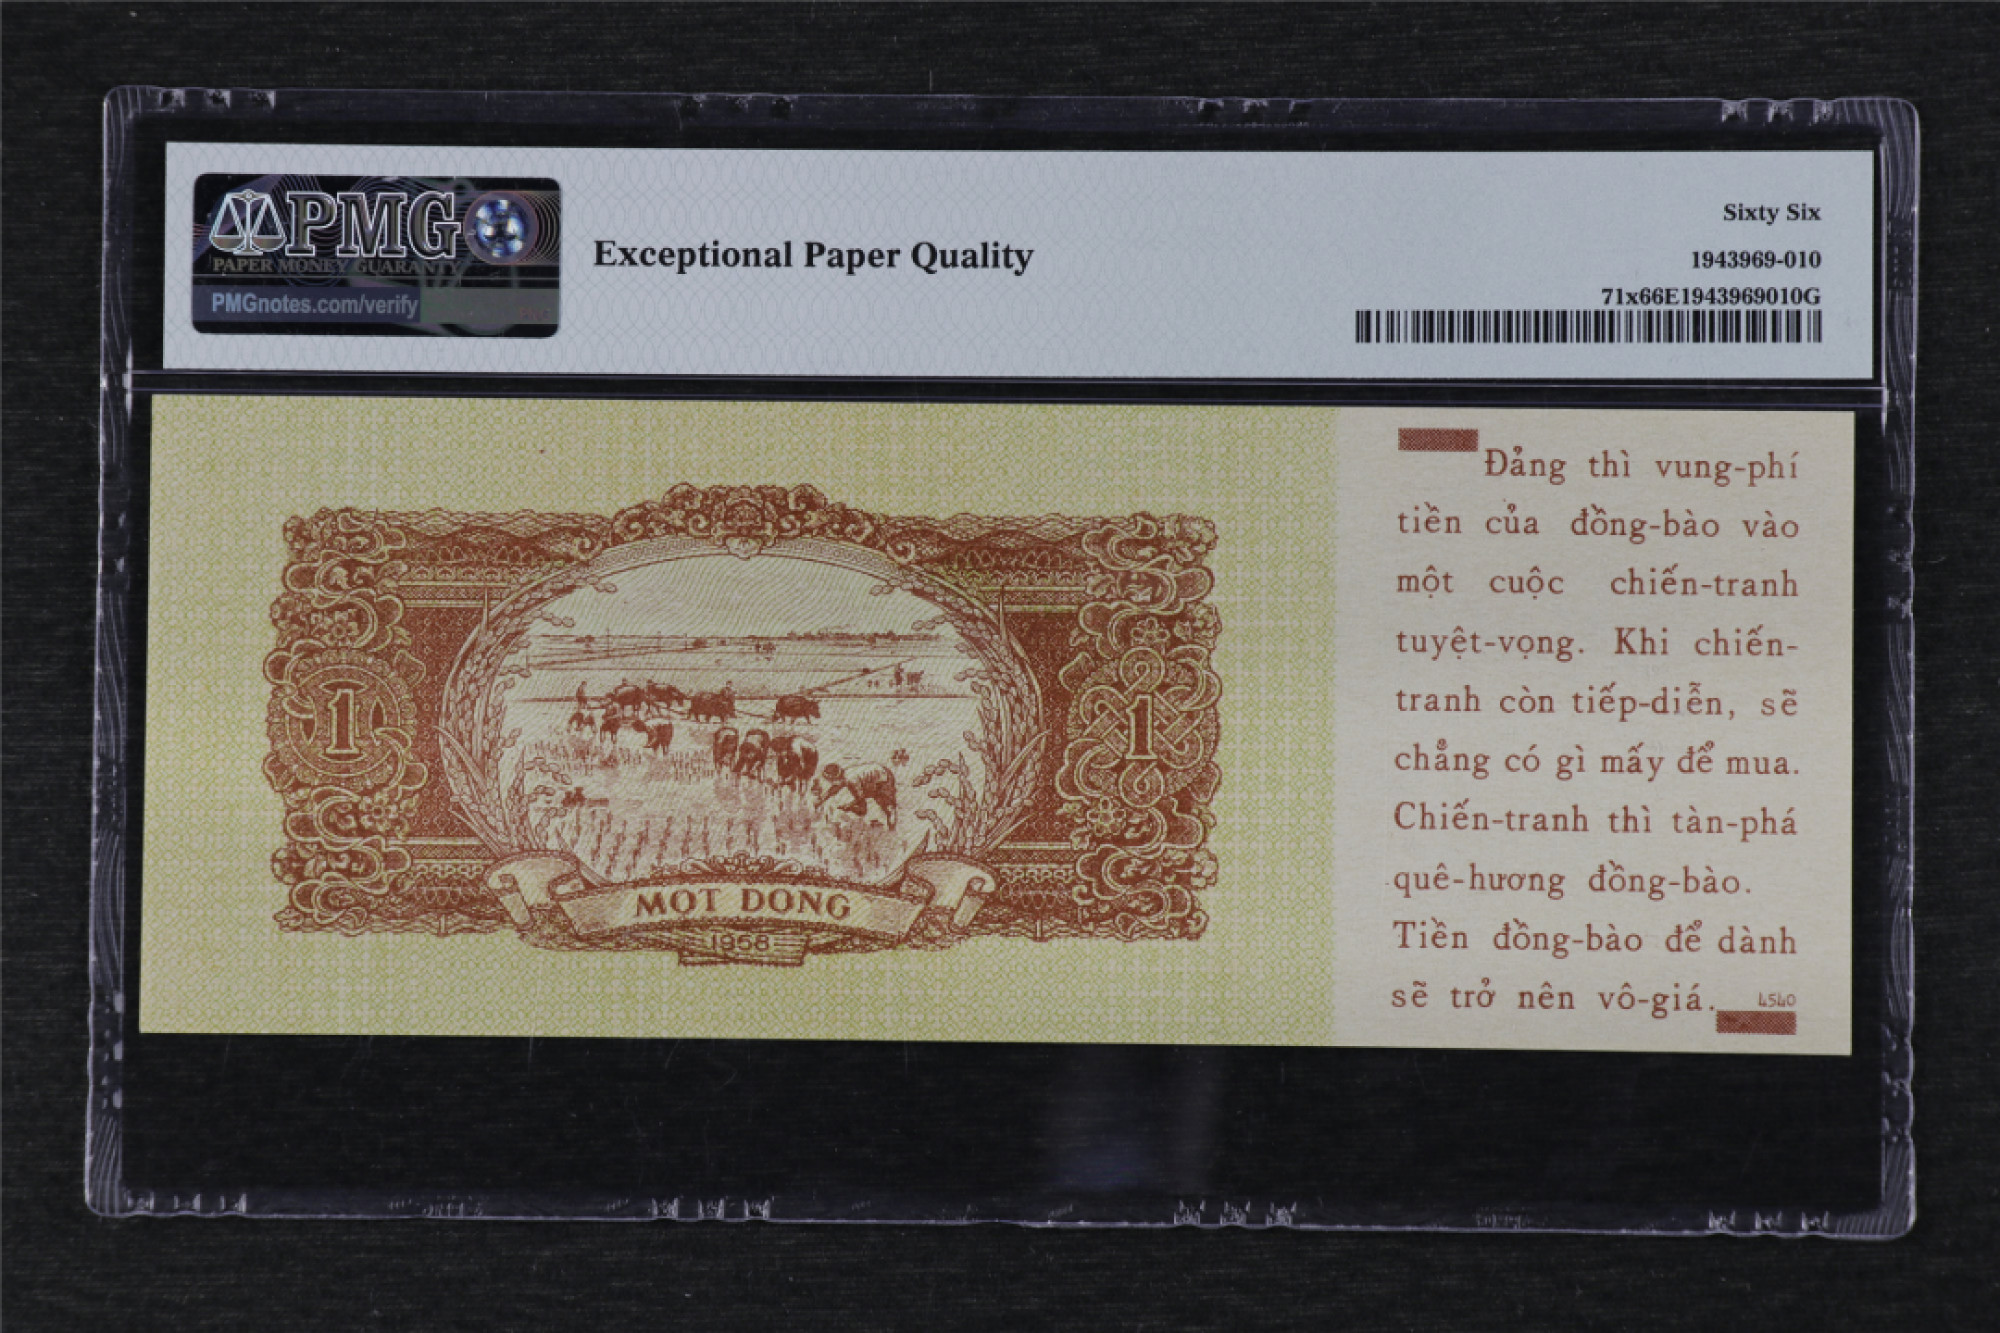 PMG
PAPER MONEY GUARANTY
PMGnotes.com/verify
Exceptional Paper Quality
Sixty Six
1943969-010
71x66E1943969010G
1
1
MỘT ĐỒNG
1958
Đảng thì vung-phí
tiền của đồng-bào vào
một cuộc chiến-tranh
tuyệt-vọng. Khi chiến-
tranh còn tiếp-diễn, sẽ
chẳng có gì mấy để mua.
Chiến-tranh thì tàn-phá
quê-hương đồng-bào.
Tiền đồng-bào để dành
sẽ trở nên vô-giá.
4540